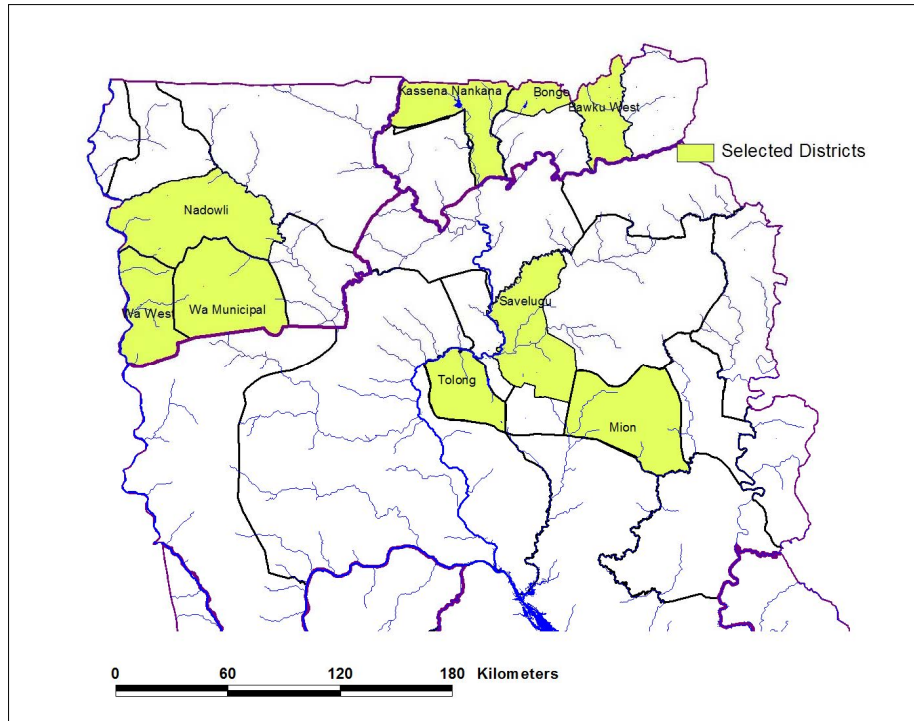 Kassena Nankana
Bonge
Bawku West
Selected Districts
Nadowli
Savelugu
Wa West
Wa Municipal
Tolong
Mion
0 60 120 180 Kilometers